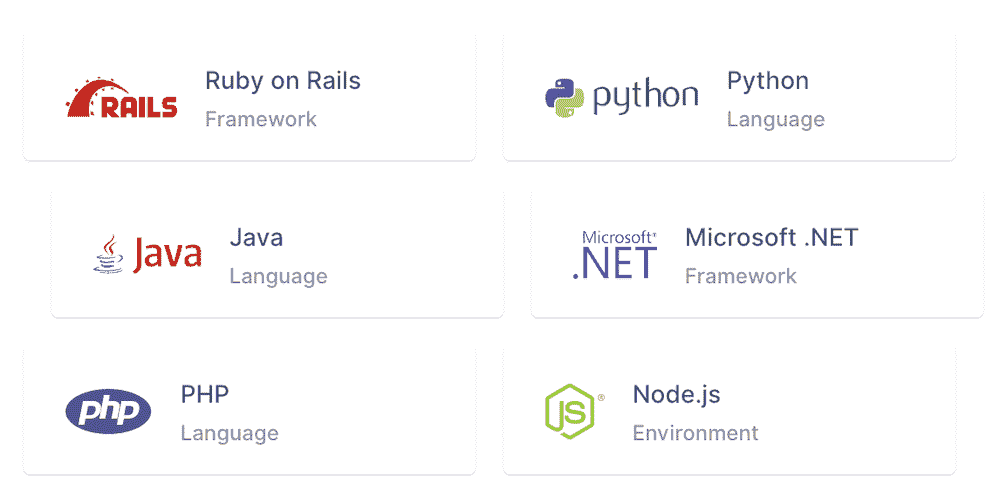 RAILS
Ruby on Rails
Framework
python
Python
Language
Java
Java
Language
Microsoft®
.NET
Microsoft .NET
Framework
php
PHP
Language
JS®
Node.js
Environment